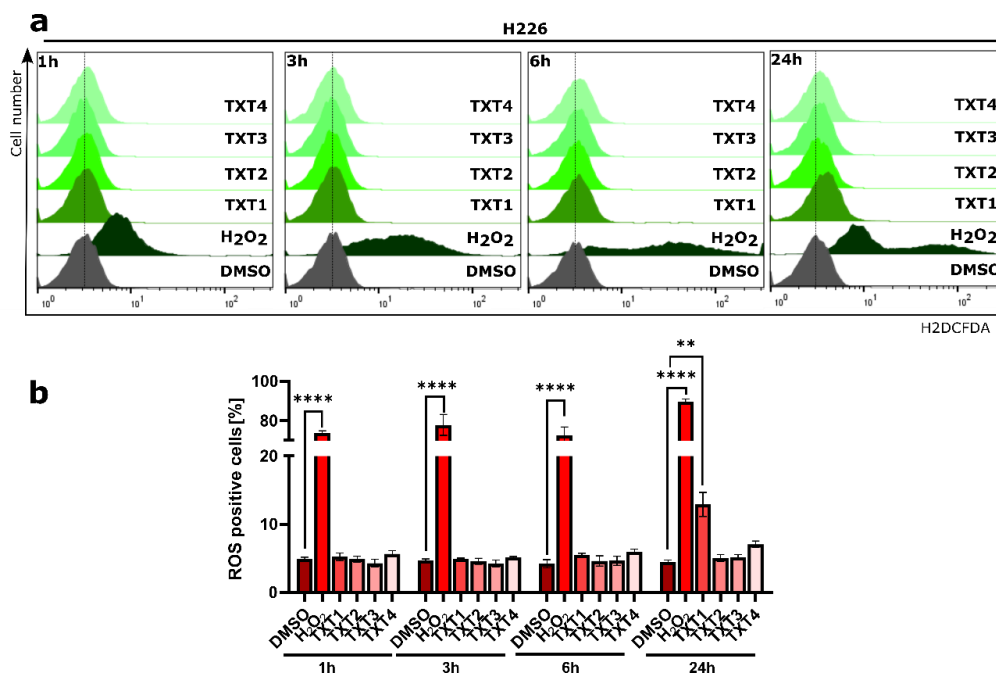 a
H226
Cell number
1h
TXT4
TXT3
TXT2
TXT1
H₂O₂
DMSO
10⁰ 10¹ 10²
3h
TXT4
TXT3
TXT2
TXT1
H₂O₂
DMSO
10⁰ 10¹ 10²
6h
TXT4
TXT3
TXT2
TXT1
H₂O₂
DMSO
10⁰ 10¹ 10²
24h
TXT4
TXT3
TXT2
TXT1
H₂O₂
DMSO
10⁰ 10¹ 10²
H2DCFDA
b
ROS positive cells [%]
100
80
20
10
0
****
****
****
****
**
DMSO H₂O₂ TXT1 TXT2 TXT3 TXT4
DMSO H₂O₂ TXT1 TXT2 TXT3 TXT4
DMSO H₂O₂ TXT1 TXT2 TXT3 TXT4
DMSO H₂O₂ TXT1 TXT2 TXT3 TXT4
1h 3h 6h 24h